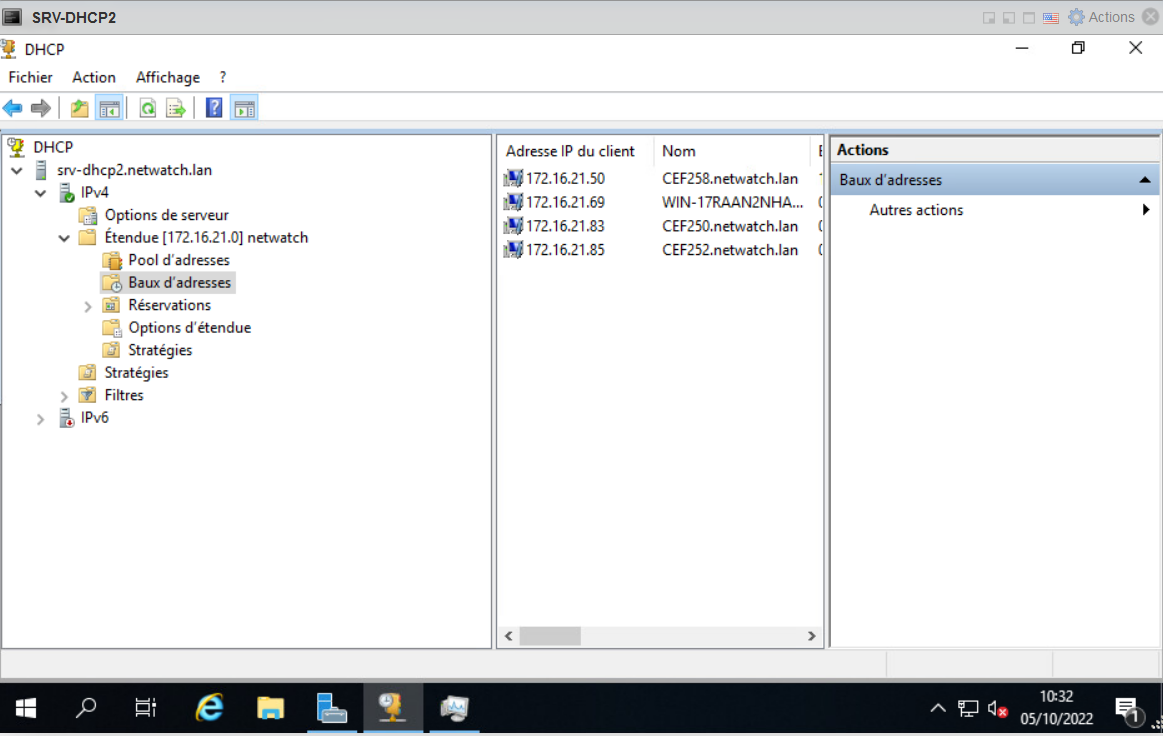 SRV-DHCP2
Actions
DHCP
Fichier Action Affichage ?
DHCP
srv-dhcp2.netwatch.lan
IPv4
Options de serveur
Étendue [172.16.21.0] netwatch
Pool d'adresses
Baux d'adresses
Réservations
Options d'étendue
Stratégies
Stratégies
Filtres
IPv6
Adresse IP du client Nom
172.16.21.50 CEF258.netwatch.lan
172.16.21.69 WIN-17RAAN2NHA...
172.16.21.83 CEF250.netwatch.lan
172.16.21.85 CEF252.netwatch.lan
Actions
Baux d'adresses
Autres actions
10:32
05/10/2022
1